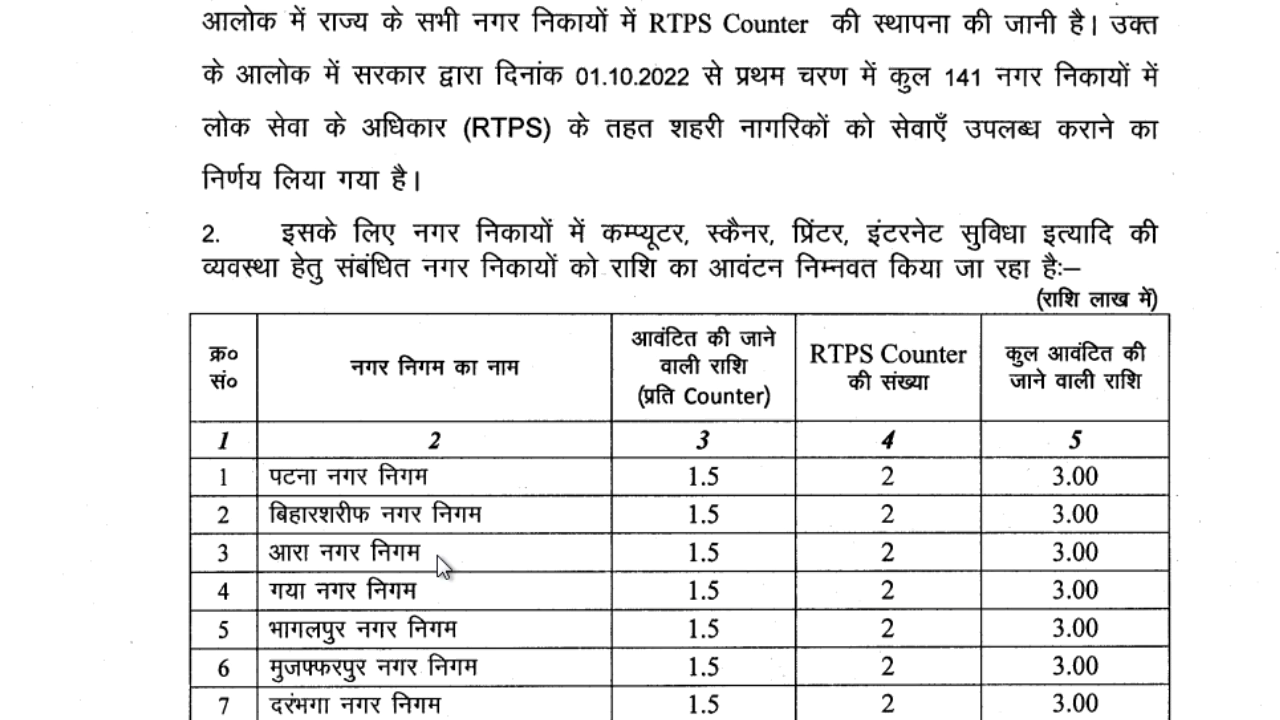 आलोक में राज्य के सभी नगर निकायों में RTPS Counter की स्थापना की जानी है। उक्त
के आलोक में सरकार द्वारा दिनांक 01.10.2022 से प्रथम चरण में कुल 141 नगर निकायों में
लोक सेवा के अधिकार (RTPS) के तहत शहरी नागरिकों को सेवाएँ उपलब्ध कराने का
निर्णय लिया गया है।
2. इसके लिए नगर निकायों में कम्प्यूटर, स्कैनर, प्रिंटर, इंटरनेट सुविधा इत्यादि की
व्यवस्था हेतु संबंधित नगर निकायों को राशि का आवंटन निम्नवत किया जा रहा है:–
(राशि लाख में)
क्र० सं० नगर निगम का नाम आवंटित की जाने वाली राशि (प्रति Counter) RTPS Counter की संख्या कुल आवंटित की जाने वाली राशि
1 2 3 4 5
1 पटना नगर निगम 1.5 2 3.00
2 बिहारशरीफ नगर निगम 1.5 2 3.00
3 आरा नगर निगम 1.5 2 3.00
4 गया नगर निगम 1.5 2 3.00
5 भागलपुर नगर निगम 1.5 2 3.00
6 मुजफ्फरपुर नगर निगम 1.5 2 3.00
7 दरंभगा नगर निगम 1.5 2 3.00